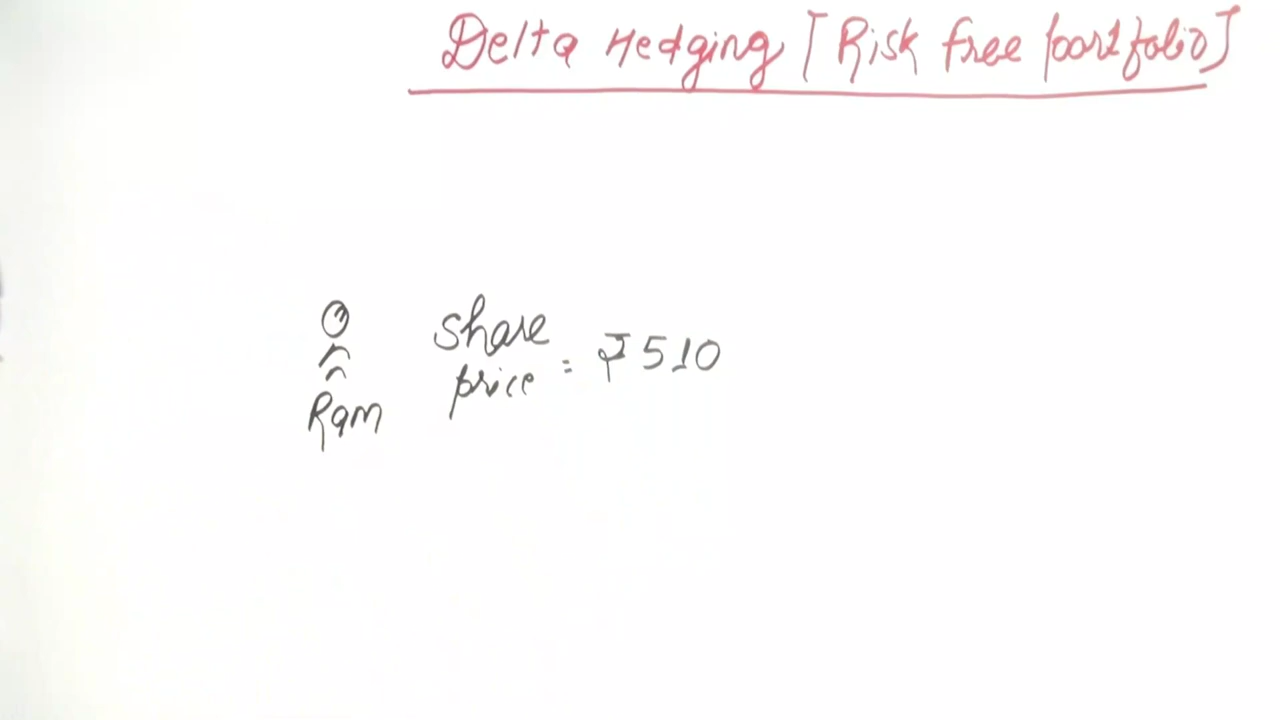 Delta Hedging [Risk free portfolio]
share
price = ₹510
Ram